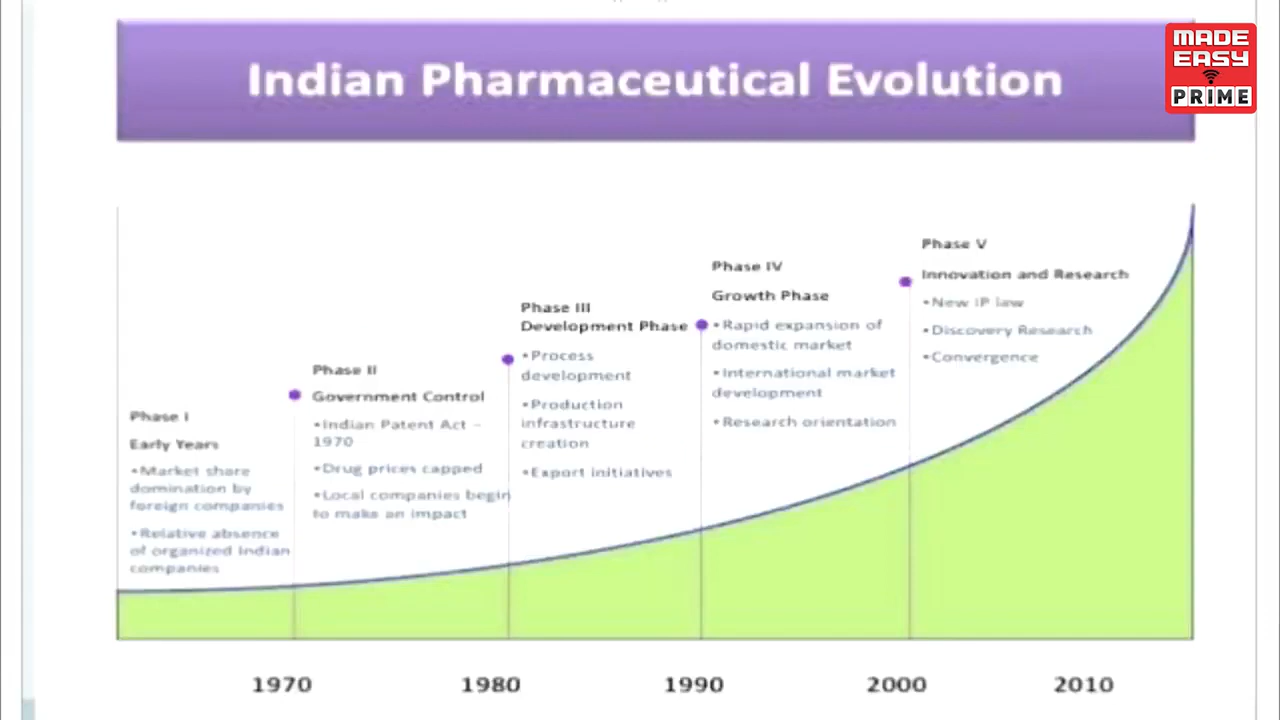 Indian Pharmaceutical Evolution
MADE
EASY
PRIME
Phase I
Early Years
•Market share
domination by
foreign companies
•Relative absence
of organized Indian
companies
Phase II
Government Control
•Indian Patent Act –
1970
•Drug prices capped
•Local companies begin
to make an impact
Phase III
Development Phase
•Process
development
•Production
infrastructure
creation
•Export initiatives
Phase IV
Growth Phase
•Rapid expansion of
domestic market
•International market
development
•Research orientation
Phase V
Innovation and Research
•New IP law
•Discovery Research
•Convergence
1970
1980
1990
2000
2010